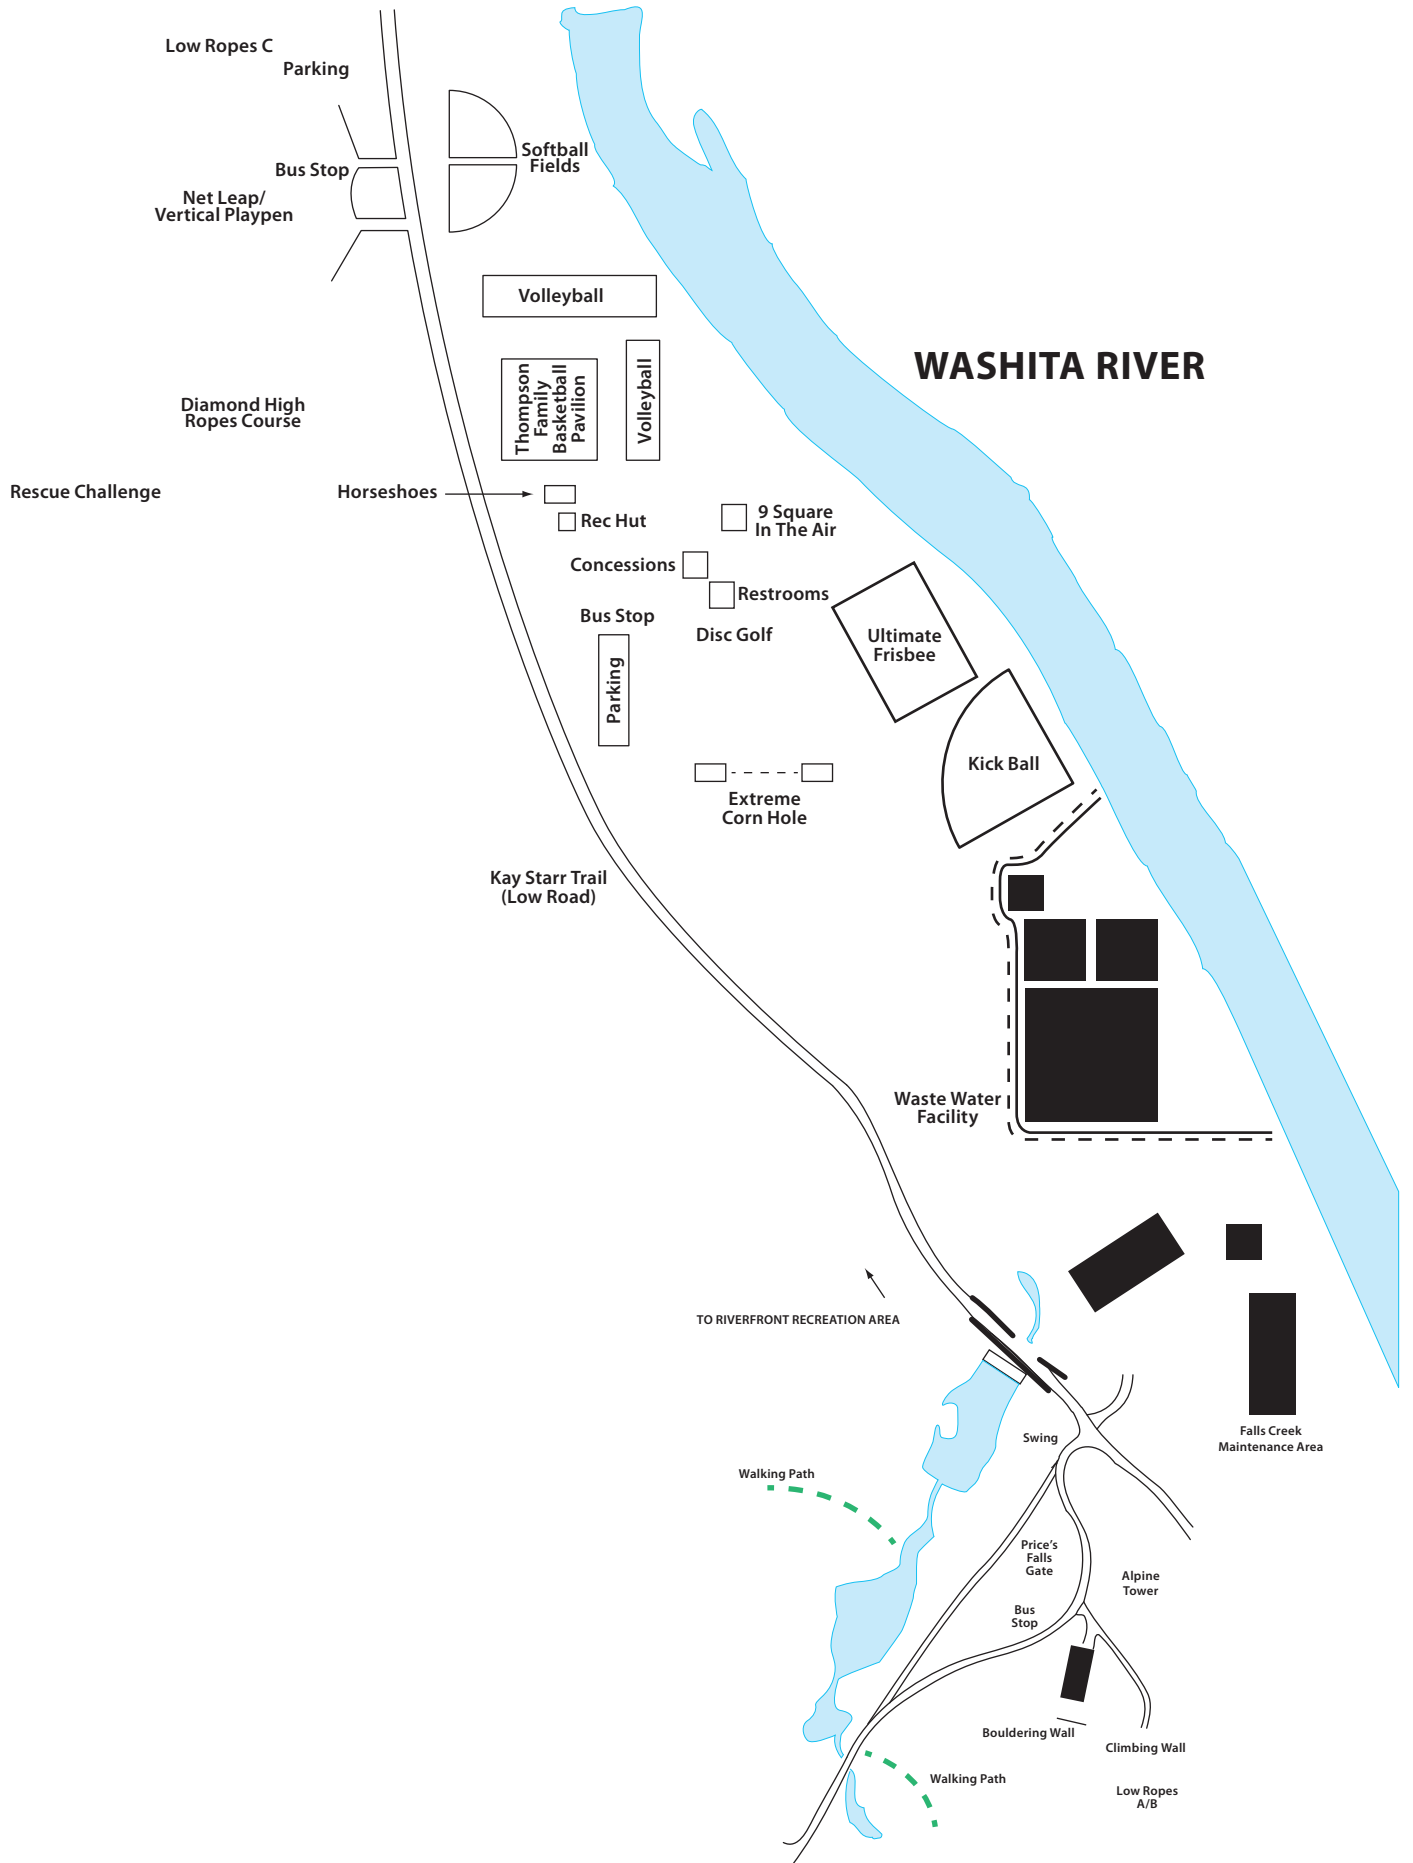 Low Ropes C
Parking
Softball
Fields
Bus Stop
Net Leap/
Vertical Playpen
Volleyball
WASHITA RIVER
Thompson
Family
Basketball
Pavilion
Volleyball
Diamond High
Ropes Course
Rescue Challenge
Horseshoes
9 Square
In The Air
Rec Hut
Concessions
Restrooms
Bus Stop
Disc Golf
Ultimate
Frisbee
Parking
Kick Ball
Extreme
Corn Hole
Kay Starr Trail
(Low Road)
Waste Water
Facility
TO RIVERFRONT RECREATION AREA
Swing
Falls Creek
Maintenance Area
Walking Path
Price's
Falls
Gate
Alpine
Tower
Bus
Stop
Bouldering Wall
Climbing Wall
Walking Path
Low Ropes
A/B